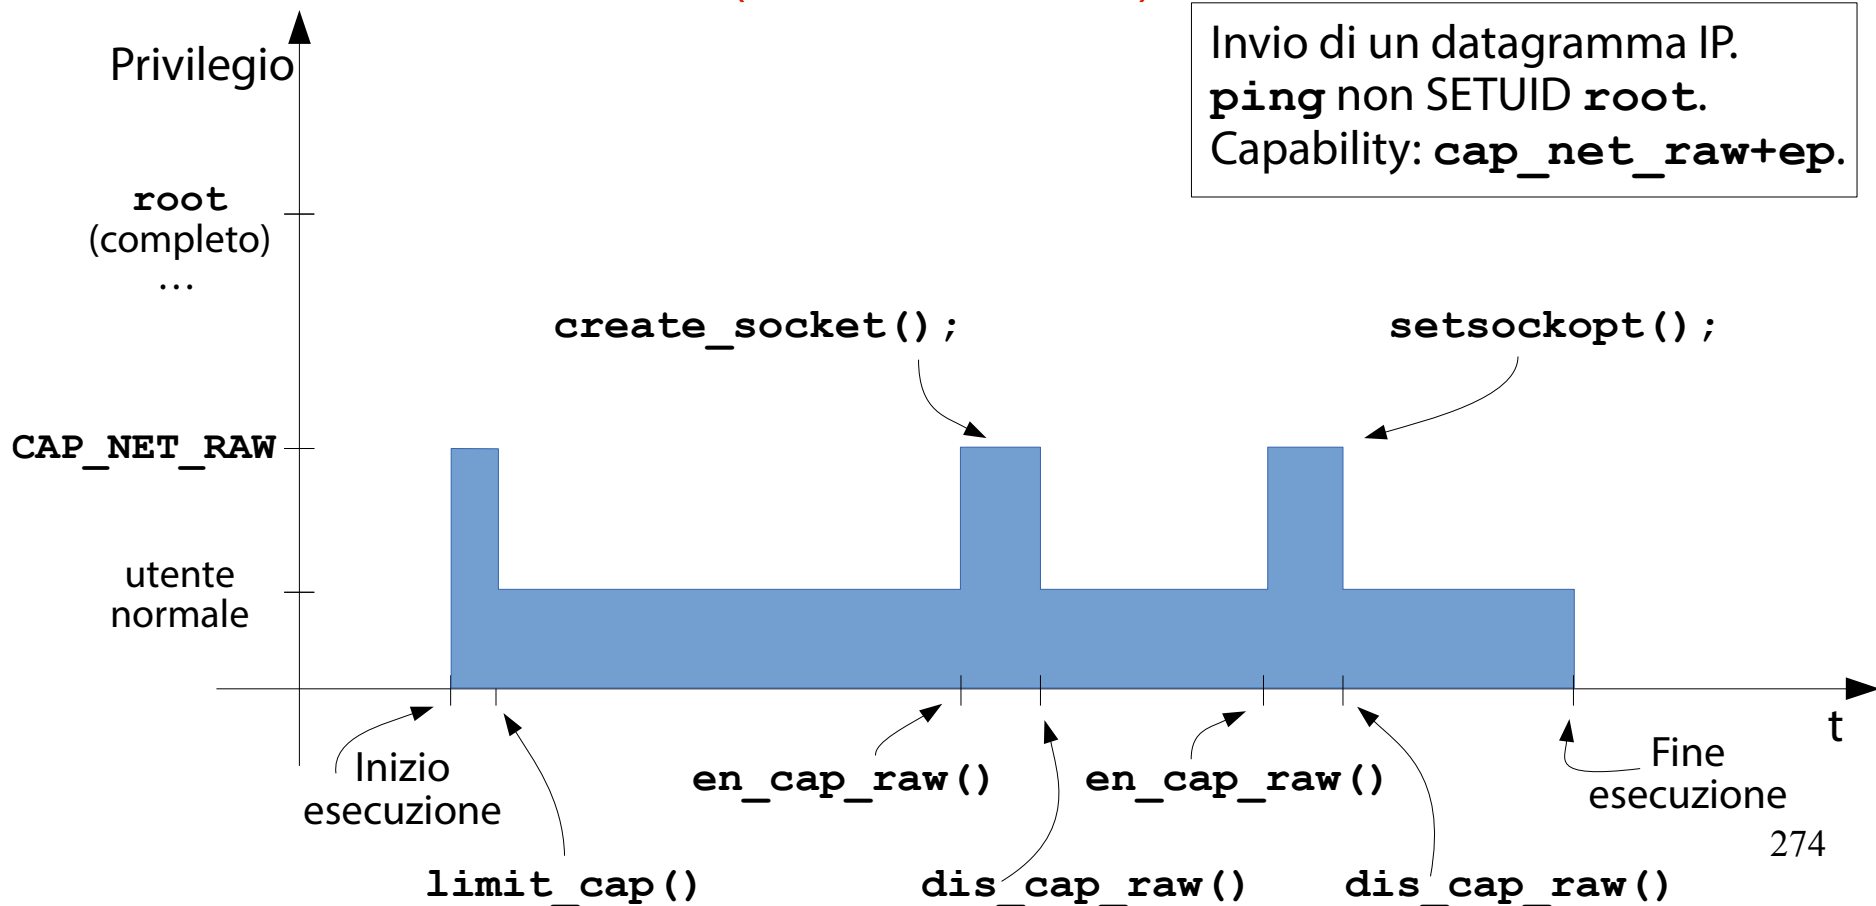 Privilegio
Invio di un datagramma IP.
ping non SETUID root.
Capability: cap_net_raw+ep.
root
(completo)
...
create_socket();
setsockopt();
CAP_NET_RAW
utente
normale
t
Inizio
esecuzione
en_cap_raw()
en_cap_raw()
Fine
esecuzione
274
limit_cap()
dis_cap_raw()
dis_cap_raw()